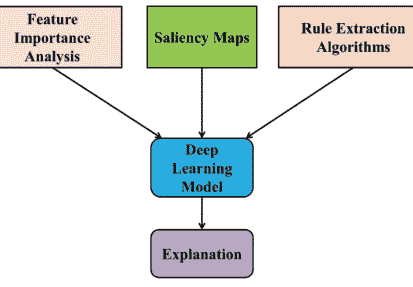 Feature
Importance
Analysis
Saliency Maps
Rule Extraction
Algorithms
Deep
Learning
Model
Explanation